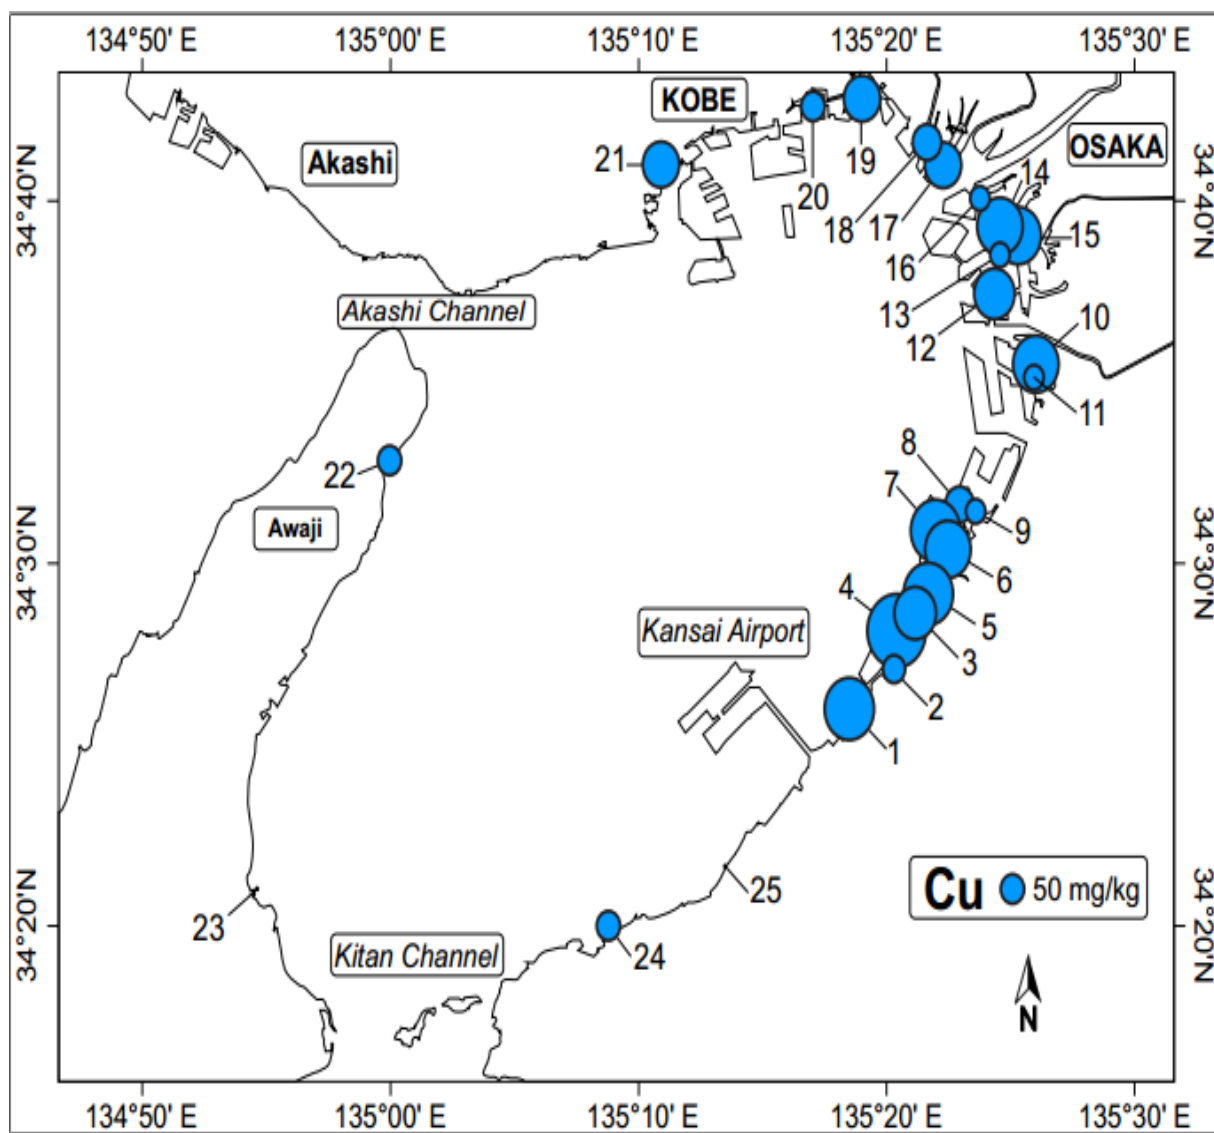 134°50' E 135°00' E 135°10' E 135°20' E 135°30' E
KOBE
OSAKA
Akashi
21
20
19
18
17
14
16
15
13
12
10
11
34°40'N
34°40'N
Akashi Channel
22
Awaji
8
7
9
6
4
5
3
2
1
34°30'N
34°30'N
Kansai Airport
25
23
24
Cu 50 mg/kg
34°20'N
34°20'N
Kitan Channel
N
134°50' E 135°00' E 135°10' E 135°20' E 135°30' E